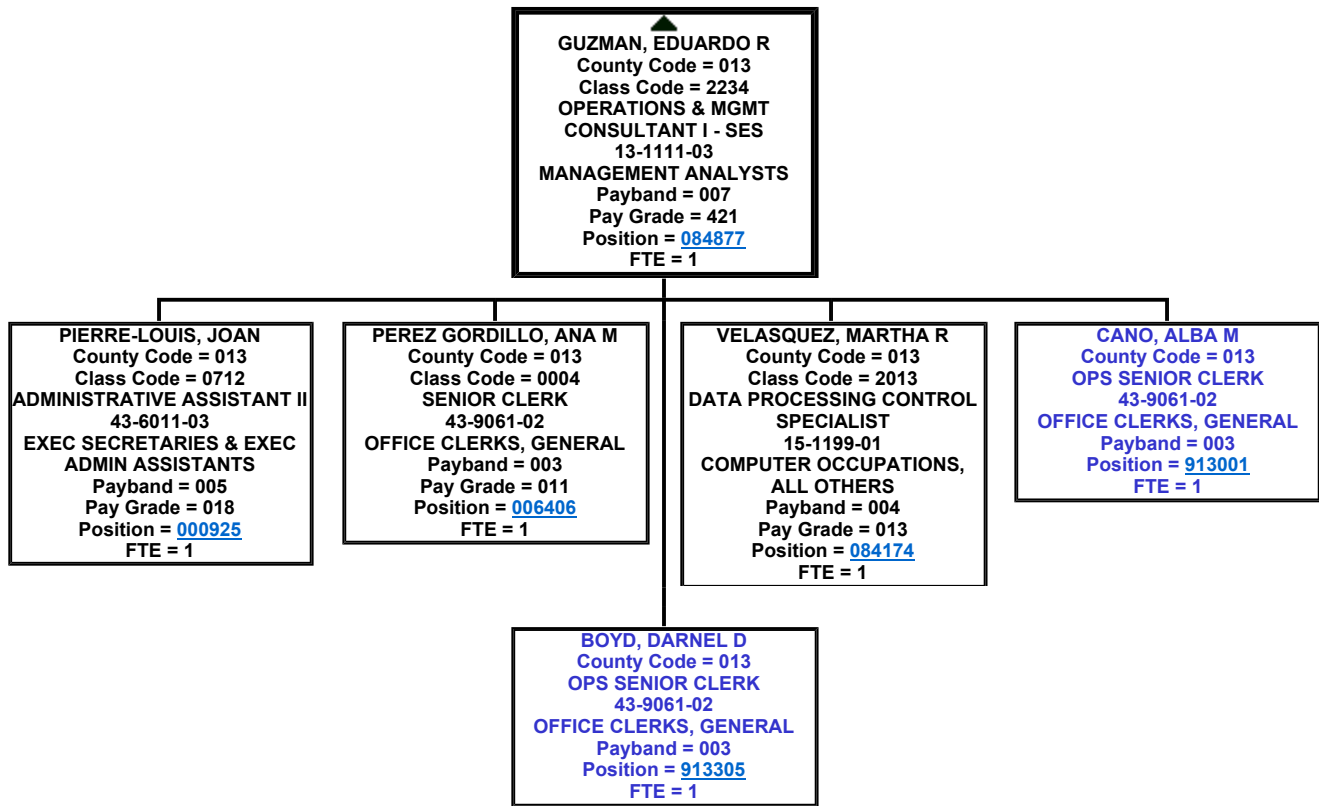 GUZMAN, EDUARDO R
County Code = 013
Class Code = 2234
OPERATIONS & MGMT
CONSULTANT I - SES
13-1111-03
MANAGEMENT ANALYSTS
Payband = 007
Pay Grade = 421
Position = 084877
FTE = 1
PIERRE-LOUIS, JOAN
County Code = 013
Class Code = 0712
ADMINISTRATIVE ASSISTANT II
43-6011-03
EXEC SECRETARIES & EXEC
ADMIN ASSISTANTS
Payband = 005
Pay Grade = 018
Position = 000925
FTE = 1
PEREZ GORDILLO, ANA M
County Code = 013
Class Code = 0004
SENIOR CLERK
43-9061-02
OFFICE CLERKS, GENERAL
Payband = 003
Pay Grade = 011
Position = 006406
FTE = 1
VELASQUEZ, MARTHA R
County Code = 013
Class Code = 2013
DATA PROCESSING CONTROL
SPECIALIST
15-1199-01
COMPUTER OCCUPATIONS,
ALL OTHERS
Payband = 004
Pay Grade = 013
Position = 084174
FTE = 1
CANO, ALBA M
County Code = 013
OPS SENIOR CLERK
43-9061-02
OFFICE CLERKS, GENERAL
Payband = 003
Position = 913001
FTE = 1
BOYD, DARNEL D
County Code = 013
OPS SENIOR CLERK
43-9061-02
OFFICE CLERKS, GENERAL
Payband = 003
Position = 913305
FTE = 1